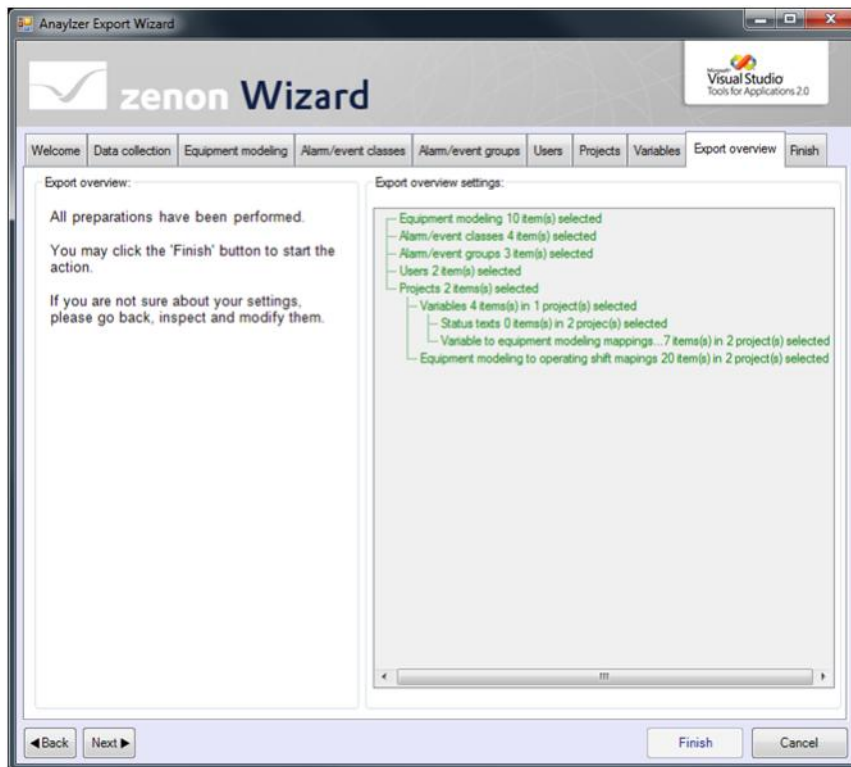 Anaylzer Export Wizard
zenon Wizard
Microsoft
Visual Studio
Tools for Applications 2.0
Welcome
Data collection
Equipment modeling
Alarm/event classes
Alarm/event groups
Users
Projects
Variables
Export overview
Finish
Export overview:
All preparations have been performed.
You may click the 'Finish' button to start the
action.
If you are not sure about your settings,
please go back, inspect and modify them.
Export overview settings:
Equipment modeling 10 item(s) selected
Alarm/event classes 4 item(s) selected
Alarm/event groups 3 item(s) selected
Users 2 item(s) selected
Projects 2 items(s) selected
Variables 4 items(s) in 1 project(s) selected
Status texts 0 items(s) in 2 projec(s) selected
Variable to equipment modeling mappings...7 items(s) in 2 project(s) selected
Equipment modeling to operating shift mapings 20 item(s) in 2 project(s) selected
Back
Next
Finish
Cancel